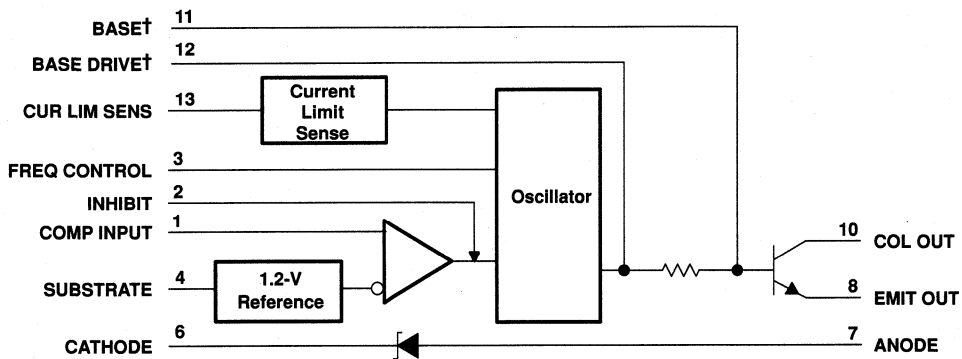 BASE† 11
BASE DRIVE† 12
CUR LIM SENS 13
Current
Limit
Sense
FREQ CONTROL 3
INHIBIT 2
COMP INPUT 1
Oscillator
SUBSTRATE 4
1.2-V
Reference
10 COL OUT
8 EMIT OUT
CATHODE 6
7 ANODE